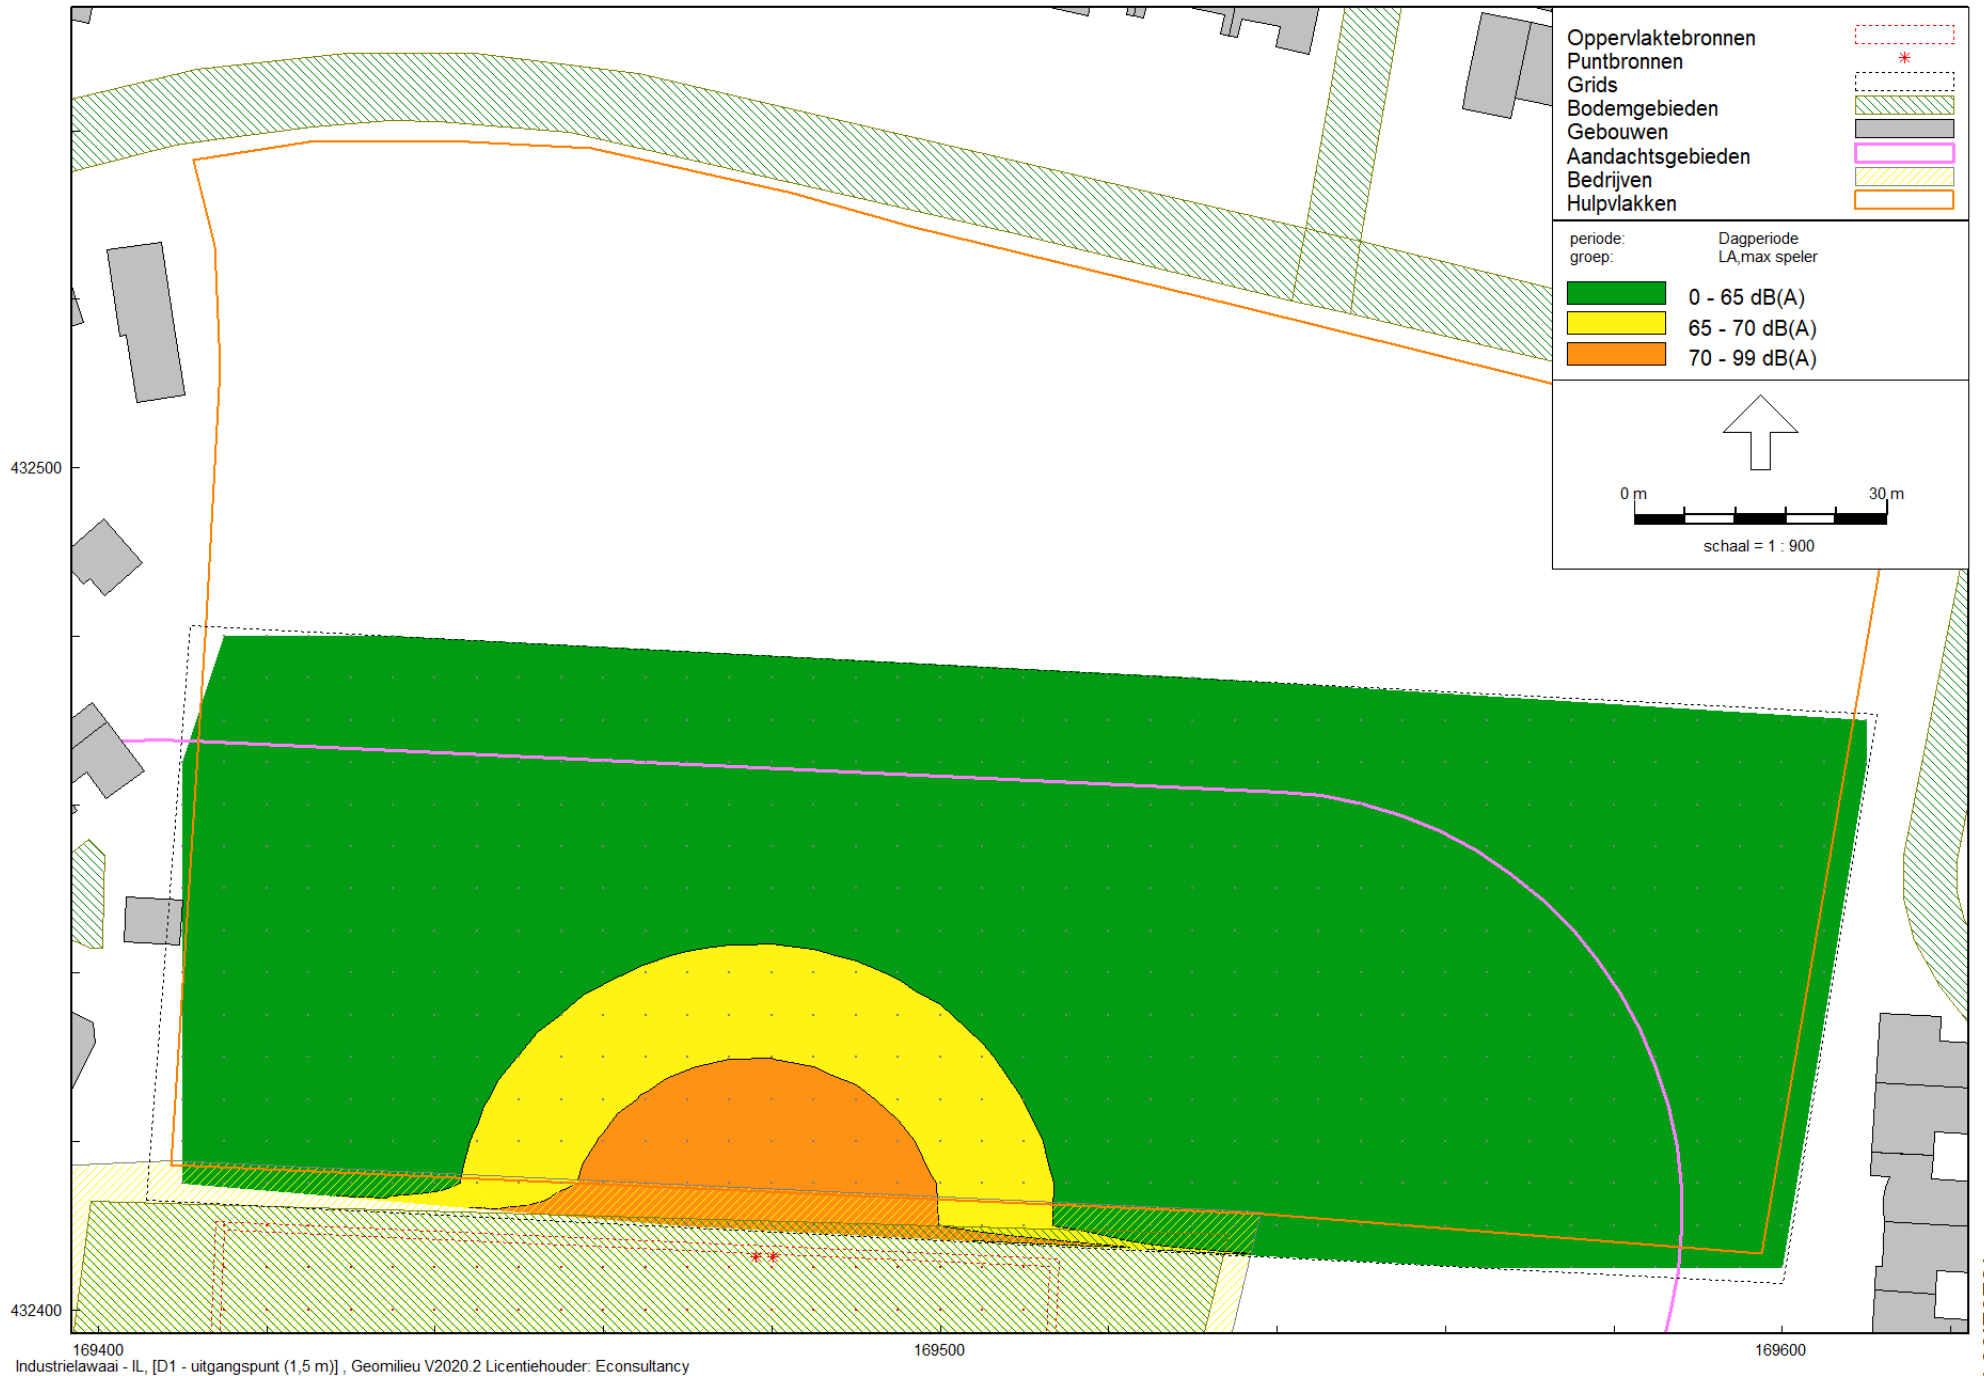 Oppervlaktebronnen
Puntbronnen
Grids
Bodemgebieden
Gebouwen
Aandachtsgebieden
Bedrijven
Hulpvlakken
periode: Dagperiode
groep: LA,max speler
0 - 65 dB(A)
65 - 70 dB(A)
70 - 99 dB(A)
432500
0 m 30 m
schaal = 1 : 900
432400
169400 169500 169600
Industrielawaai - IL, [D1 - uitgangspunt (1,5 m)] , Geomilieu V2020.2 Licentiehouder: Econsultancy